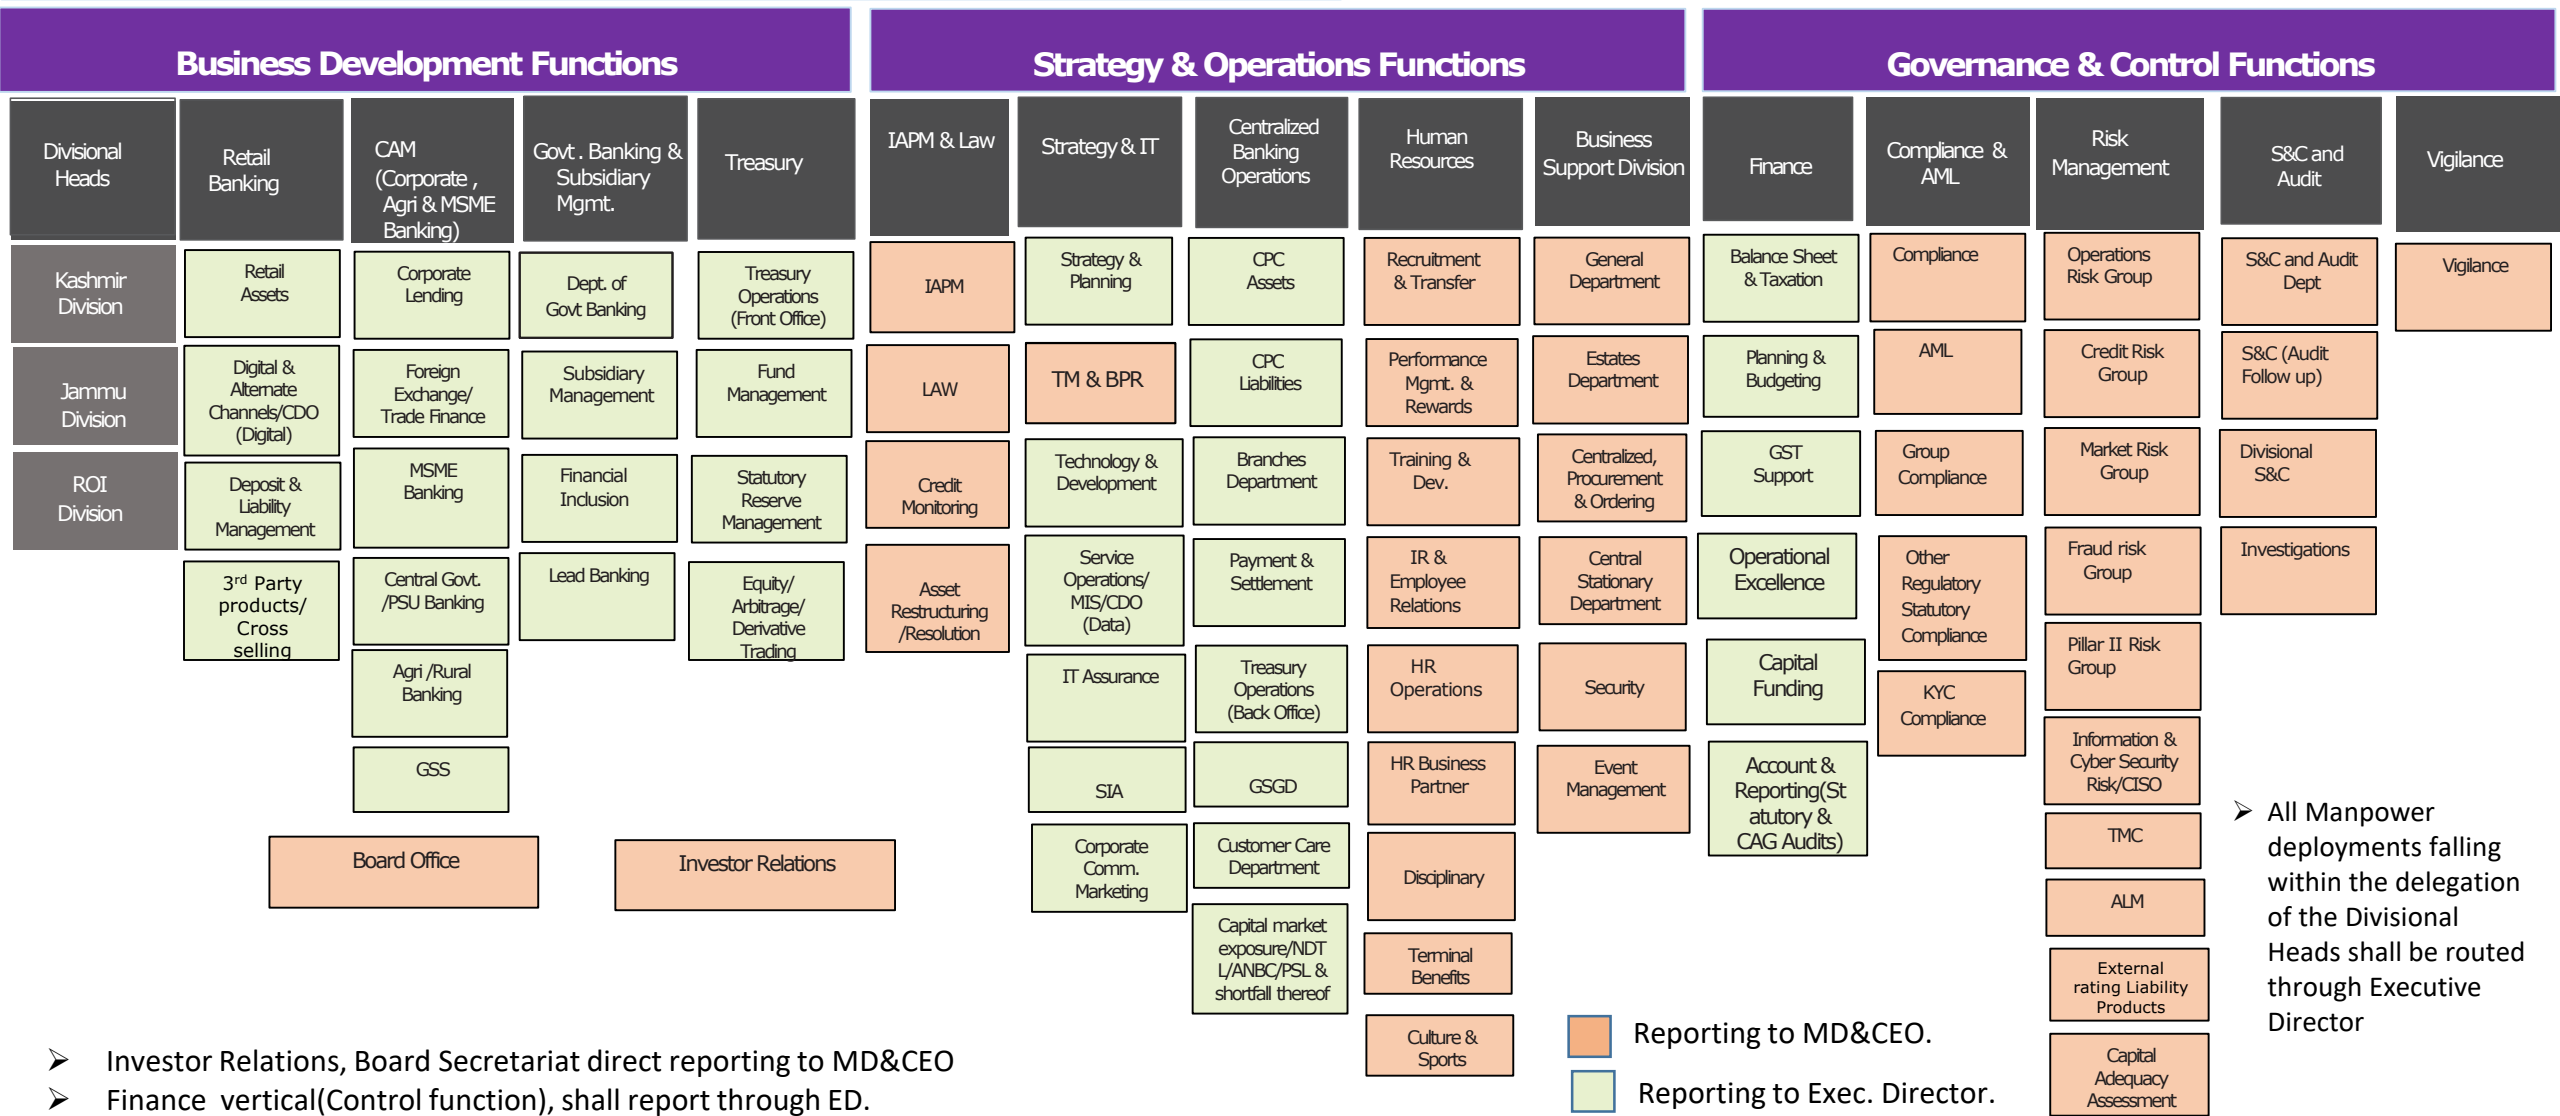 Business Development Functions
Strategy & Operations Functions
Governance & Control Functions
Divisional
Heads
Kashmir
Division
Jammu
Division
ROI
Division
Retail
Banking
Retail
Assets
Digital &
Alternate
Channels/CDO
(Digital)
Deposit &
Liability
Management
3rd Party
products/
Cross
selling
CAM
(Corporate ,
Agri & MSME
Banking)
Corporate
Lending
Foreign
Exchange/
Trade Finance
MSME
Banking
Central Govt.
/PSU Banking
Agri /Rural
Banking
GSS
Govt . Banking &
Subsidiary
Mgmt.
Dept. of
Govt Banking
Subsidiary
Management
Financial
Inclusion
Lead Banking
Treasury
Treasury
Operations
(Front Office)
Fund
Management
Statutory
Reserve
Management
Equity/
Arbitrage/
Derivative
Trading
Board Office
Investor Relations
IAPM & Law
IAPM
LAW
Credit
Monitoring
Asset
Restructuring
/Resolution
Strategy & IT
Strategy &
Planning
TM & BPR
Technology &
Development
Service
Operations/
MIS/CDO
(Data)
IT Assurance
SIA
Corporate
Comm.
Marketing
Centralized
Banking
Operations
CPC
Assets
CPC
Liabilities
Branches
Department
Payment &
Settlement
Treasury
Operations
(Back Office)
GSGD
Customer Care
Department
Capital market
exposure/NDT
L/ANBC/PSL &
shortfall thereof
Human
Resources
Recruitment
& Transfer
Performance
Mgmt. &
Rewards
Training &
Dev.
IR &
Employee
Relations
HR
Operations
HR Business
Partner
Disciplinary
Terminal
Benefits
Culture &
Sports
Business
Support Division
General
Department
Estates
Department
Centralized,
Procurement
& Ordering
Central
Stationary
Department
Security
Event
Management
Finance
Balance Sheet
& Taxation
Planning &
Budgeting
GST
Support
Operational
Excellence
Capital
Funding
Account &
Reporting(St
atutory &
CAG Audits)
Compliance &
AML
Compliance
AML
Group
Compliance
Other
Regulatory
Statutory
Compliance
KYC
Compliance
Risk
Management
Operations
Risk Group
Credit Risk
Group
Market Risk
Group
Fraud risk
Group
Pillar II Risk
Group
Information &
Cyber Security
Risk/CISO
TMC
ALM
External
rating Liability
Products
Capital
Adequacy
Assessment
S&C and
Audit
S&C and Audit
Dept
S&C (Audit
Follow up)
Divisional
S&C
Investigations
Vigilance
Vigilance
➢ All Manpower
deployments falling
within the delegation
of the Divisional
Heads shall be routed
through Executive
Director
➢ Investor Relations, Board Secretariat direct reporting to MD&CEO
➢ Finance vertical(Control function), shall report through ED.
Reporting to MD&CEO.
Reporting to Exec. Director.